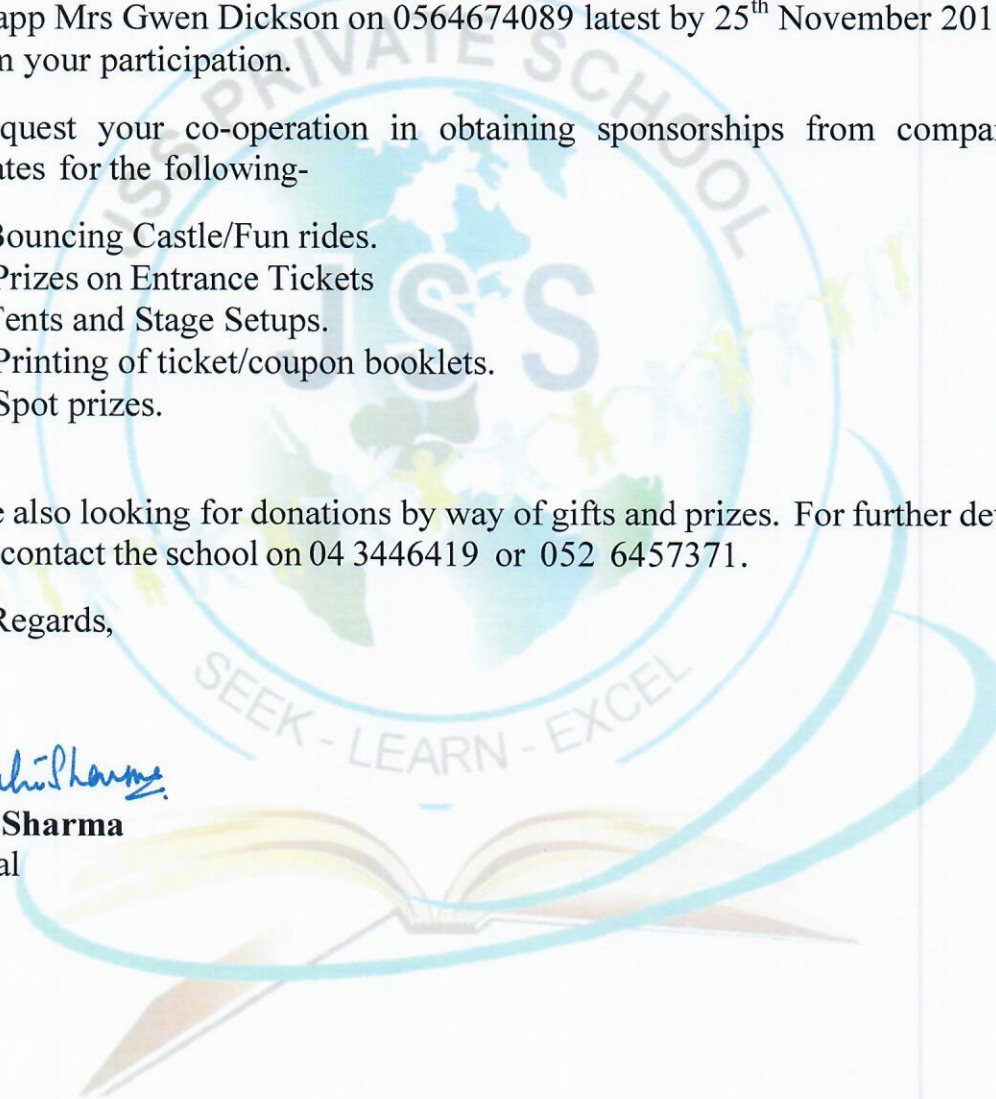 app Mrs Gwen Dickson on 0564674089 latest by 25th November 201
n your participation.
quest your co-operation in obtaining sponsorships from compa
ates for the following-
Bouncing Castle/Fun rides.
Prizes on Entrance Tickets
Tents and Stage Setups.
Printing of ticket/coupon booklets.
Spot prizes.
e also looking for donations by way of gifts and prizes. For further det
contact the school on 04 3446419 or 052 6457371.
Regards,
Sharma
Sharma
al
JSS PRIVATE SCHOOL
JSS
SEEK - LEARN - EXCEL